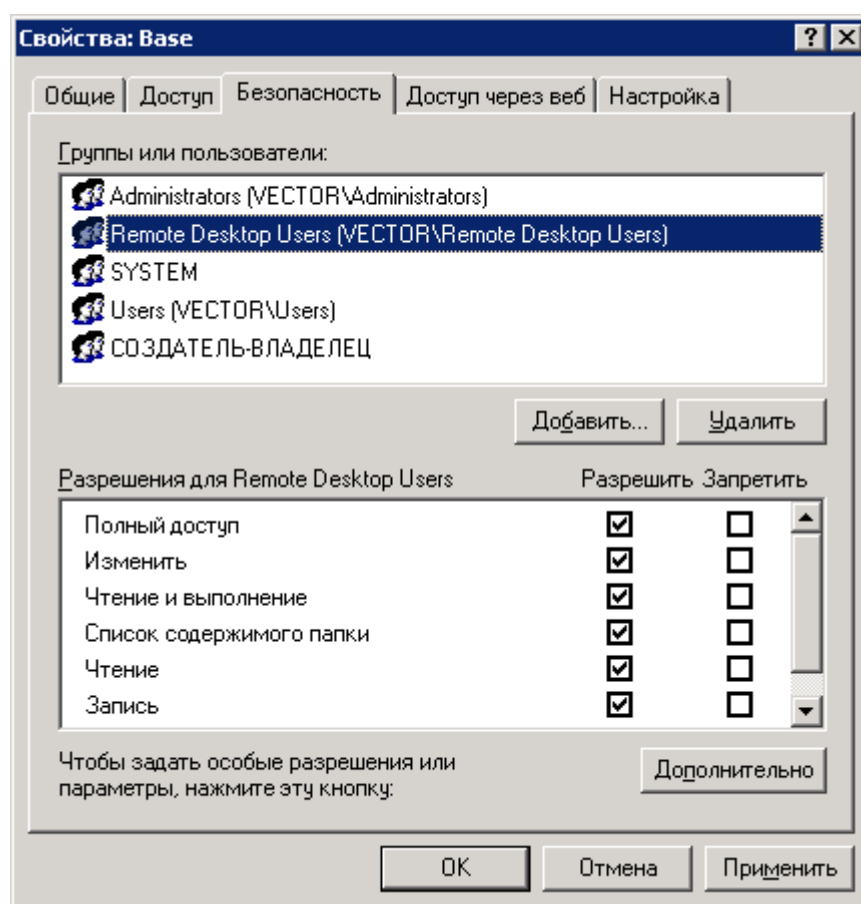 Свойства: Base
Общие Доступ Безопасность Доступ через веб Настройка
Группы или пользователи:
Administrators (VECTOR\Administrators)
Remote Desktop Users (VECTOR\Remote Desktop Users)
SYSTEM
Users (VECTOR\Users)
СОЗДАТЕЛЬ-ВЛАДЕЛЕЦ
Добавить... Удалить
Разрешения для Remote Desktop Users Разрешить Запретить
Полный доступ
Изменить
Чтение и выполнение
Список содержимого папки
Чтение
Запись
Чтобы задать особые разрешения или
параметры, нажмите эту кнопку:
Дополнительно
OK Отмена Применить